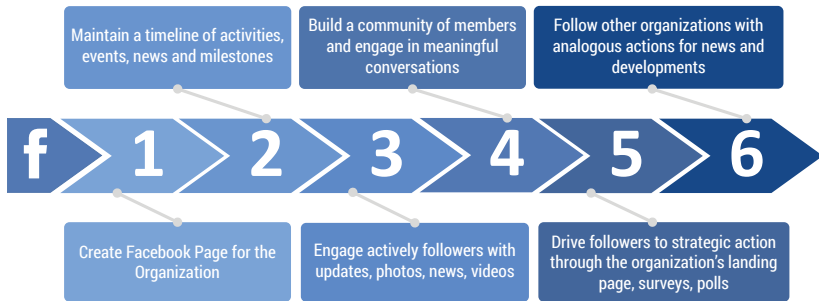 Maintain a timeline of activities,
events, news and milestones
Build a community of members
and engage in meaningful
conversations
Follow other organizations with
analogous actions for news and
developments
f 1 2 3 4 5 6
Create Facebook Page for the
Organization
Engage actively followers with
updates, photos, news, videos
Drive followers to strategic action
through the organization's landing
page, surveys, polls